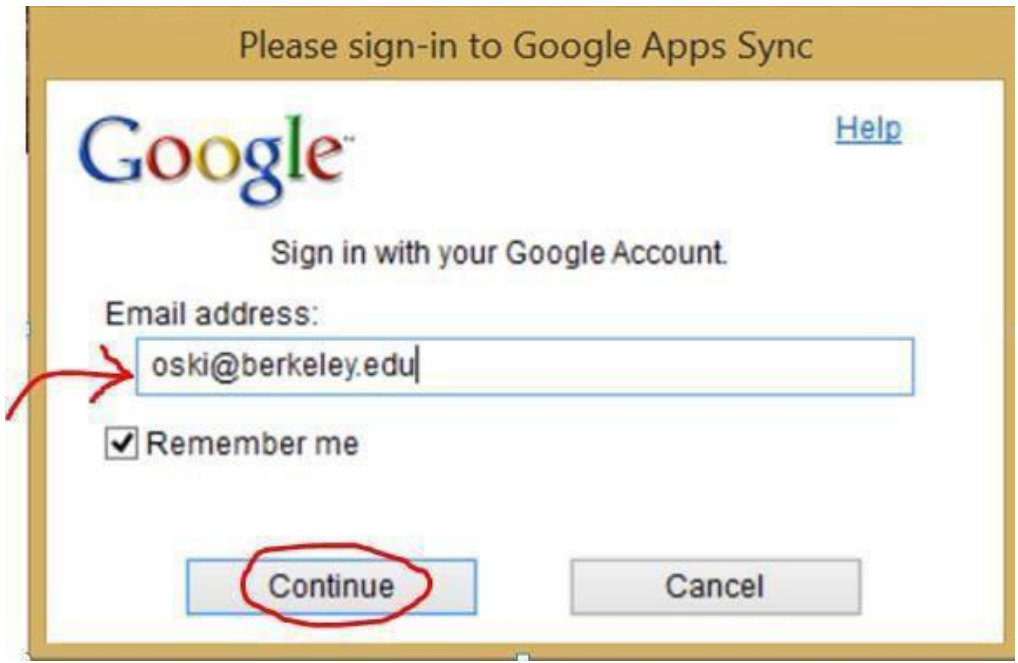 Please sign-in to Google Apps Sync
Google™ Help
Sign in with your Google Account.
Email address:
oski@berkeley.edu
Remember me
Continue Cancel